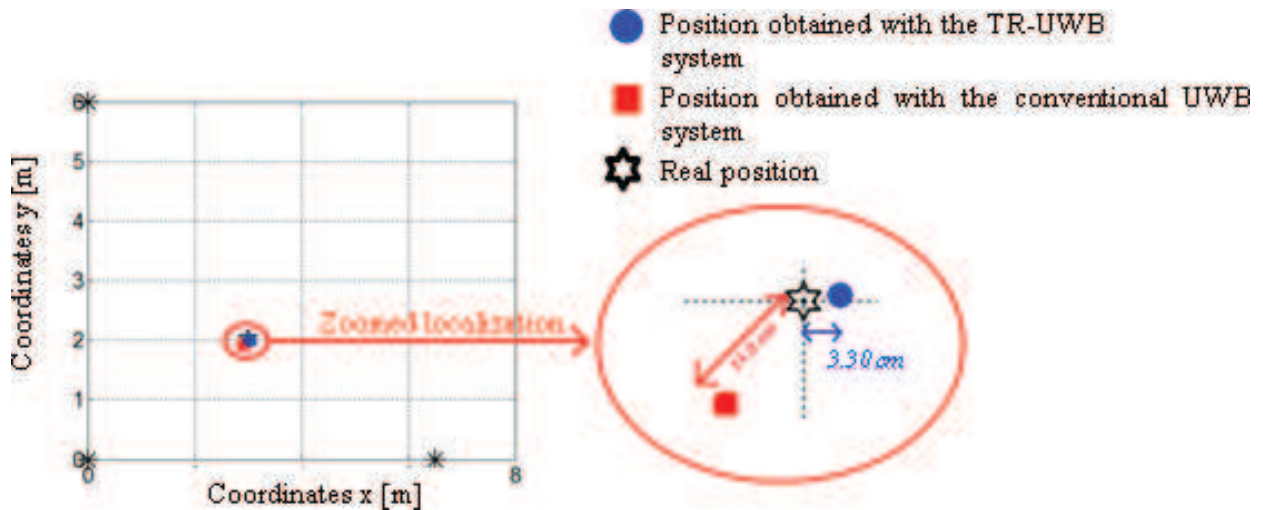 Position obtained with the TR-UWB
system
Position obtained with the conventional UWB
system
Real position
Coordinates y [m]
6
5
4
3
2
1
0
0
8
Coordinates x [m]
Zoomed localization
3.30 cm